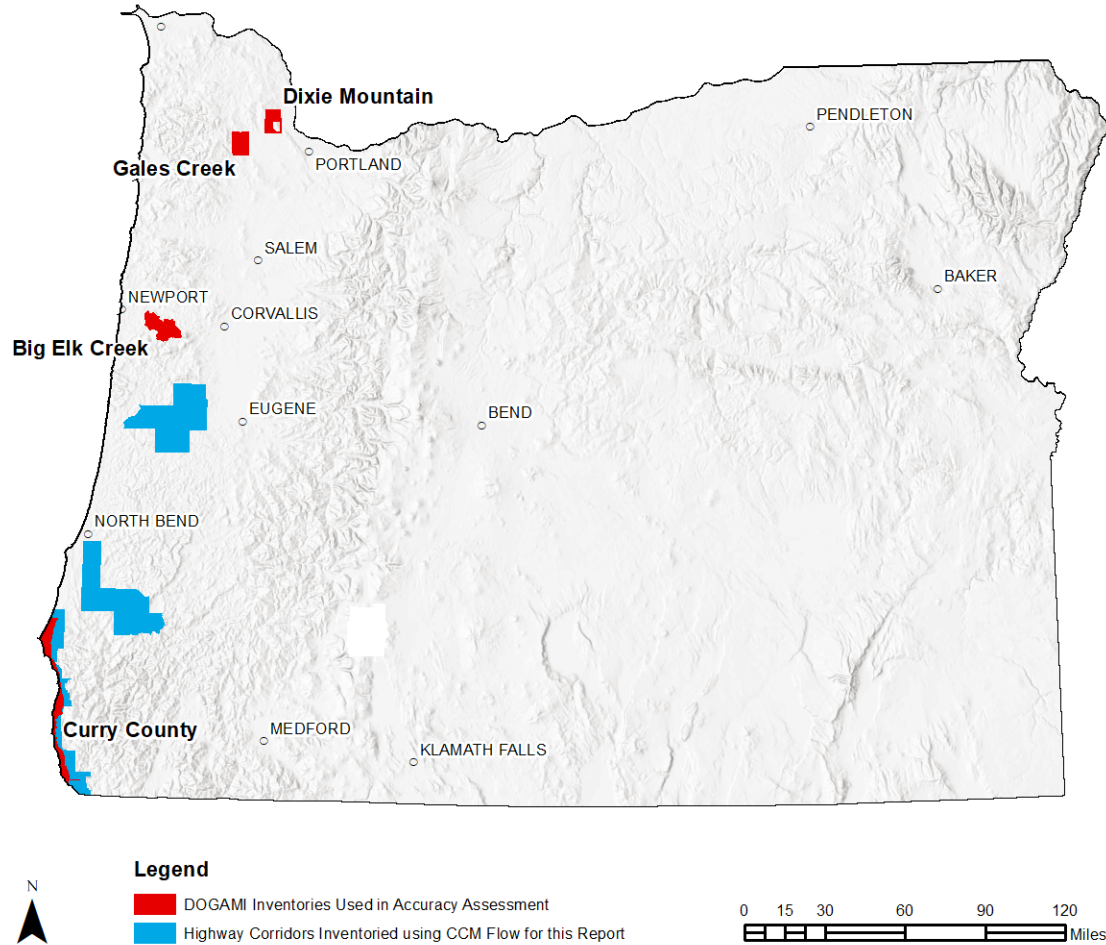 Dixie Mountain
PENDLETON
Gales Creek
PORTLAND
SALEM
BAKER
NEWPORT
CORVALLIS
Big Elk Creek
EUGENE
BEND
NORTH BEND
Curry County
MEDFORD
KLAMATH FALLS
Legend
N
DOGAMI Inventories Used in Accuracy Assessment
Highway Corridors Inventoried using CCM Flow for this Report
0 15 30 60 90 120
Miles